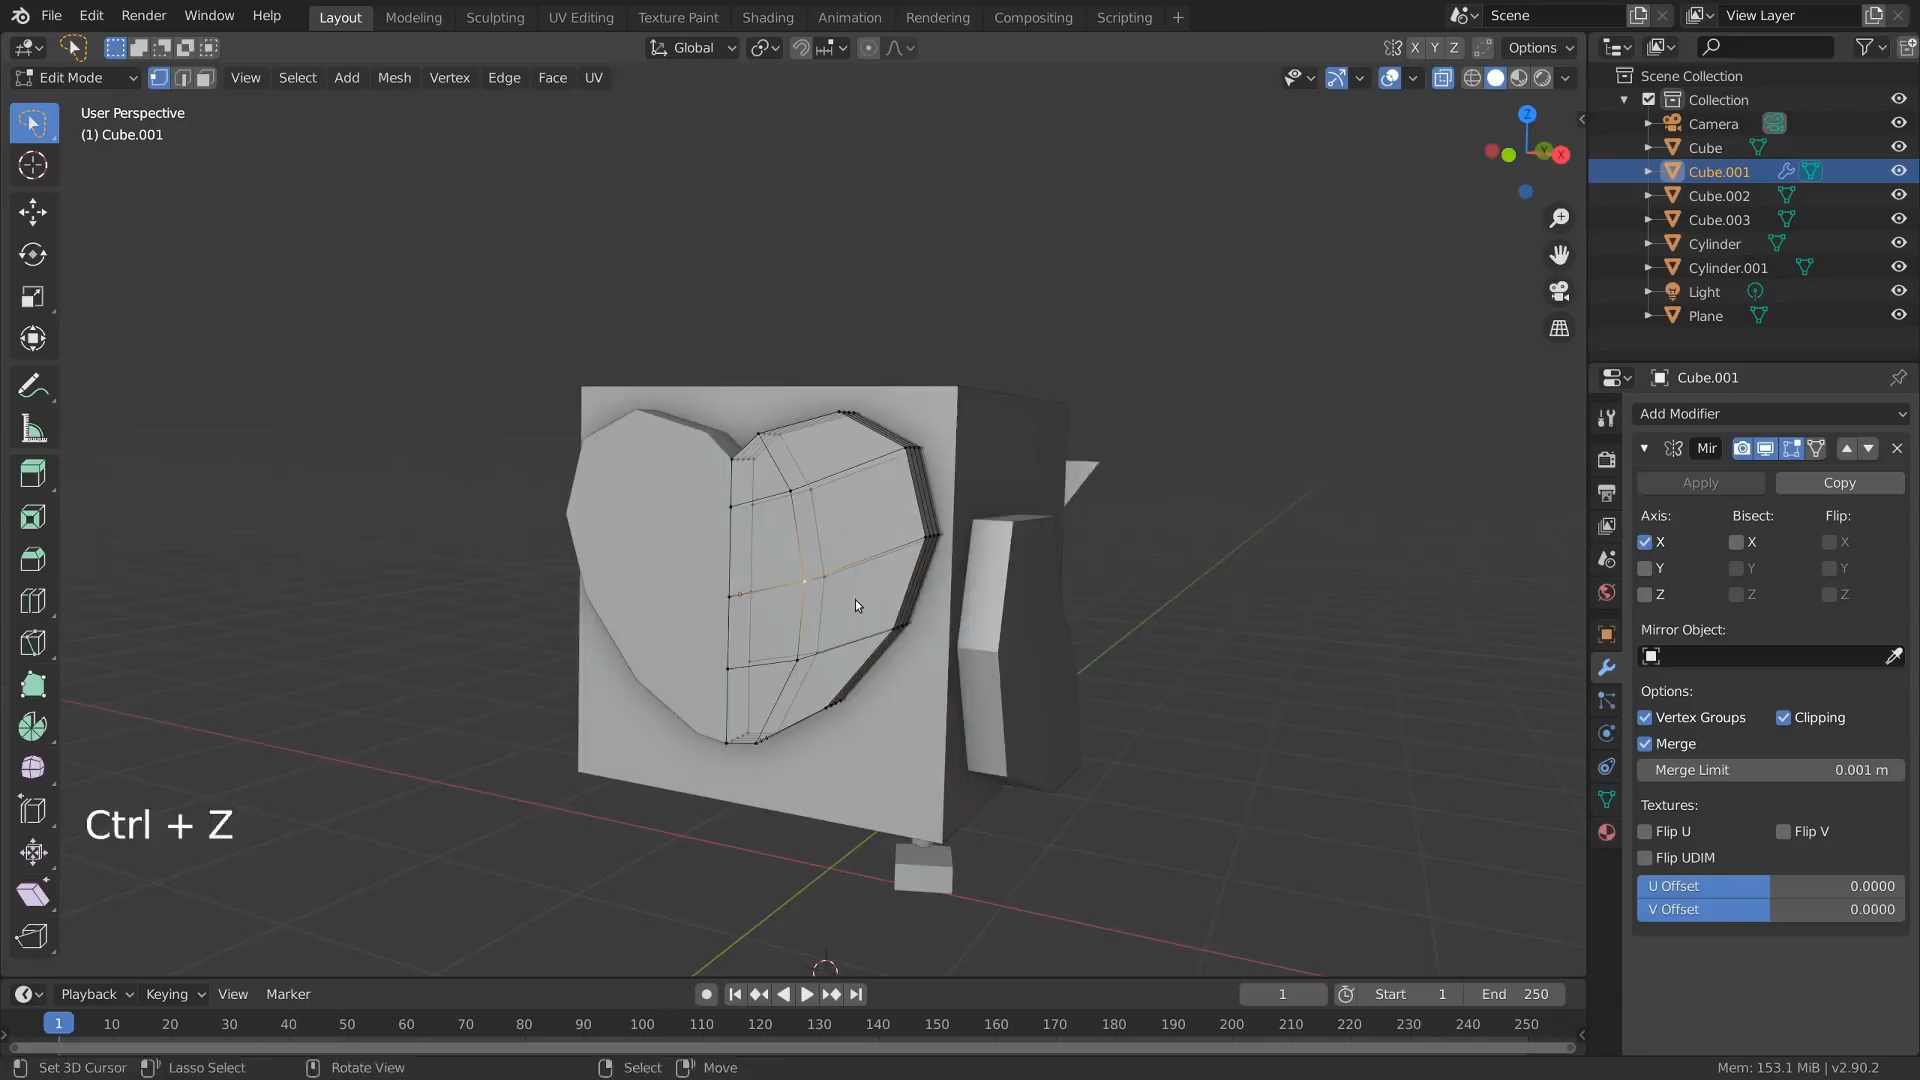 File Edit Render Window Help Layout Modeling Sculpting UV Editing Texture Paint Shading Animation Rendering Compositing Scripting + Scene View Layer
Global X Y Z Options
Edit Mode View Select Add Mesh Vertex Edge Face UV
User Perspective
(1) Cube.001
Z
Y
X
Ctrl + Z
Scene Collection
Collection
Camera
Cube
Cube.001
Cube.002
Cube.003
Cylinder
Cylinder.001
Light
Plane
Cube.001
Add Modifier
Mir
Apply Copy
Axis: Bisect: Flip:
X X X
Y Y Y
Z Z Z
Mirror Object:
Options:
Vertex Groups Clipping
Merge
Merge Limit 0.001 m
Textures:
Flip U Flip V
Flip UDIM
U Offset 0.0000
V Offset 0.0000
Playback Keying View Marker 1 Start 1 End 250
1 10 20 30 40 50 60 70 80 90 100 110 120 130 140 150 160 170 180 190 200 210 220 230 240 250
Set 3D Cursor Lasso Select Rotate View Select Move Mem: 153.1 MiB | v2.90.2